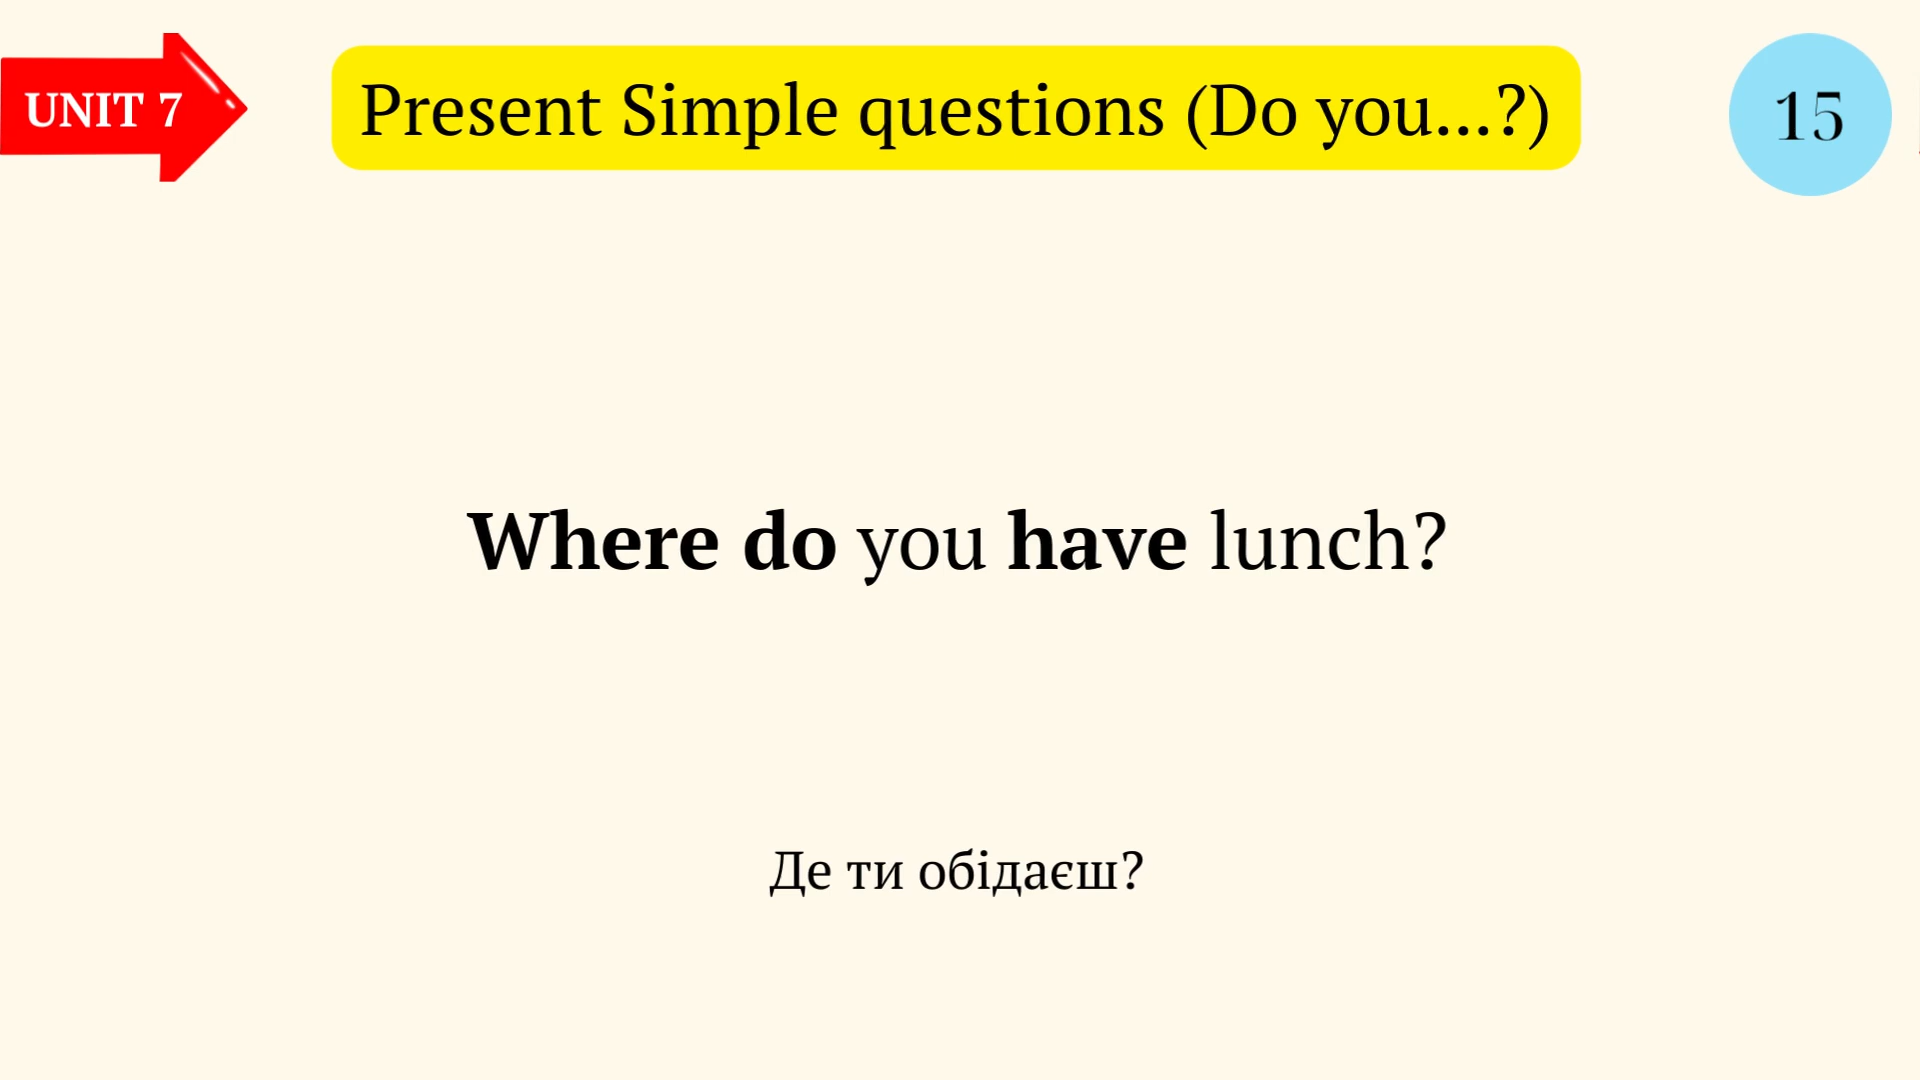 UNIT 7
Present Simple questions (Do you...?)
15
Where do you have lunch?
Де ти обідаєш?